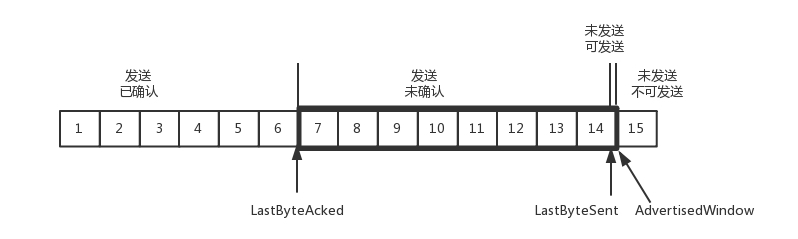 未发送
可发送
发送
已确认
发送
未确认
未发送
不可发送
1 2 3 4 5 6 7 8 9 10 11 12 13 14 15
LastByteAcked LastByteSent AdvertisedWindow